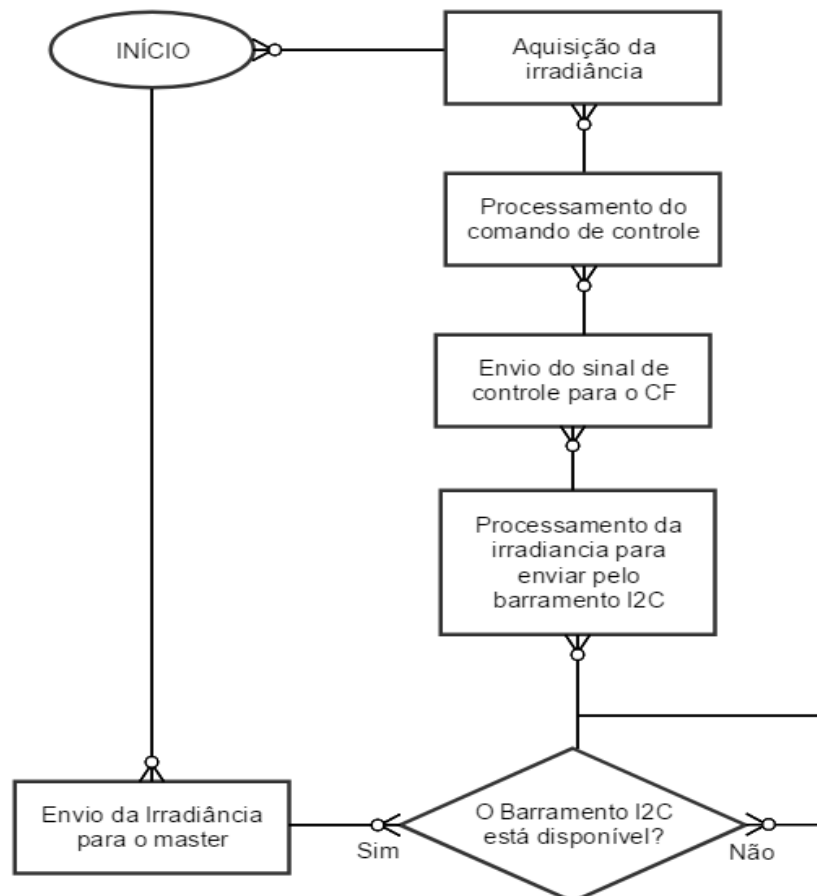 INÍCIO
Aquisição da
irradiância
Processamento do
comando de controle
Envio do sinal de
controle para o CF
Processamento da
irradiancia para
enviar pelo
barramento I2C
O Barramento I2C
está disponível?
Sim
Não
Envio da Irradiância
para o master